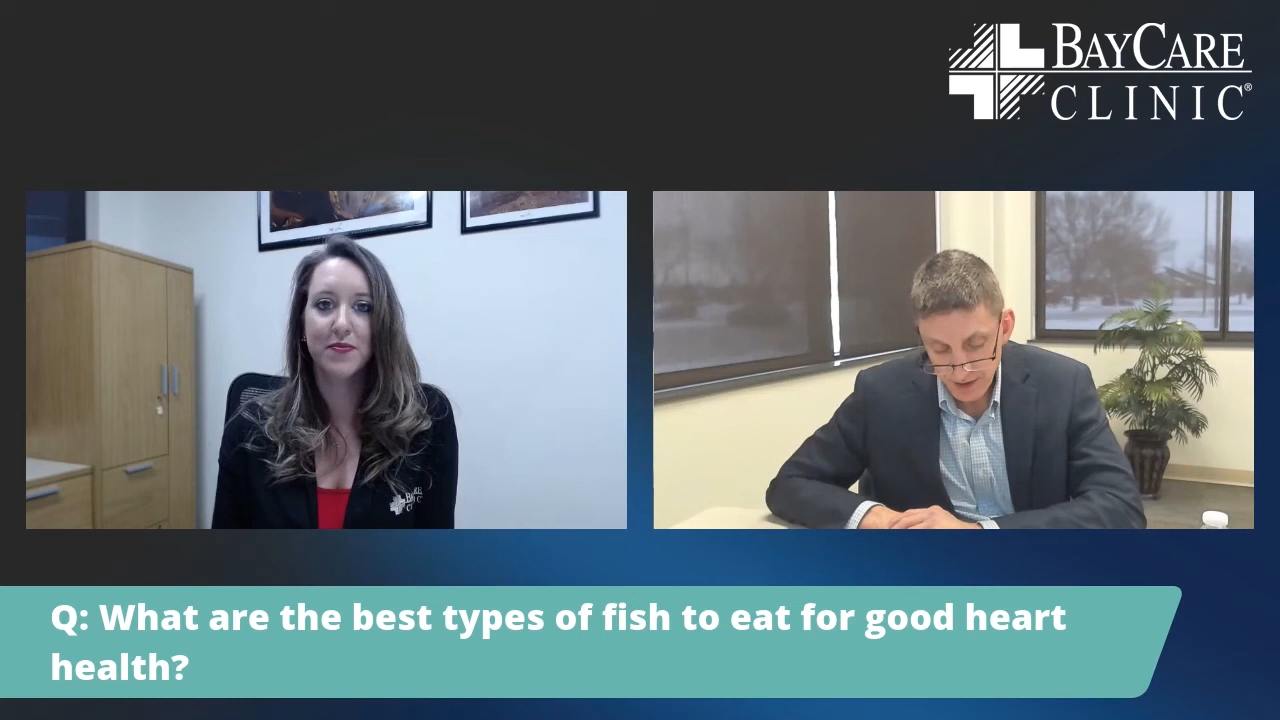 BAYCARE
CLINIC®
Q: What are the best types of fish to eat for good heart
health?